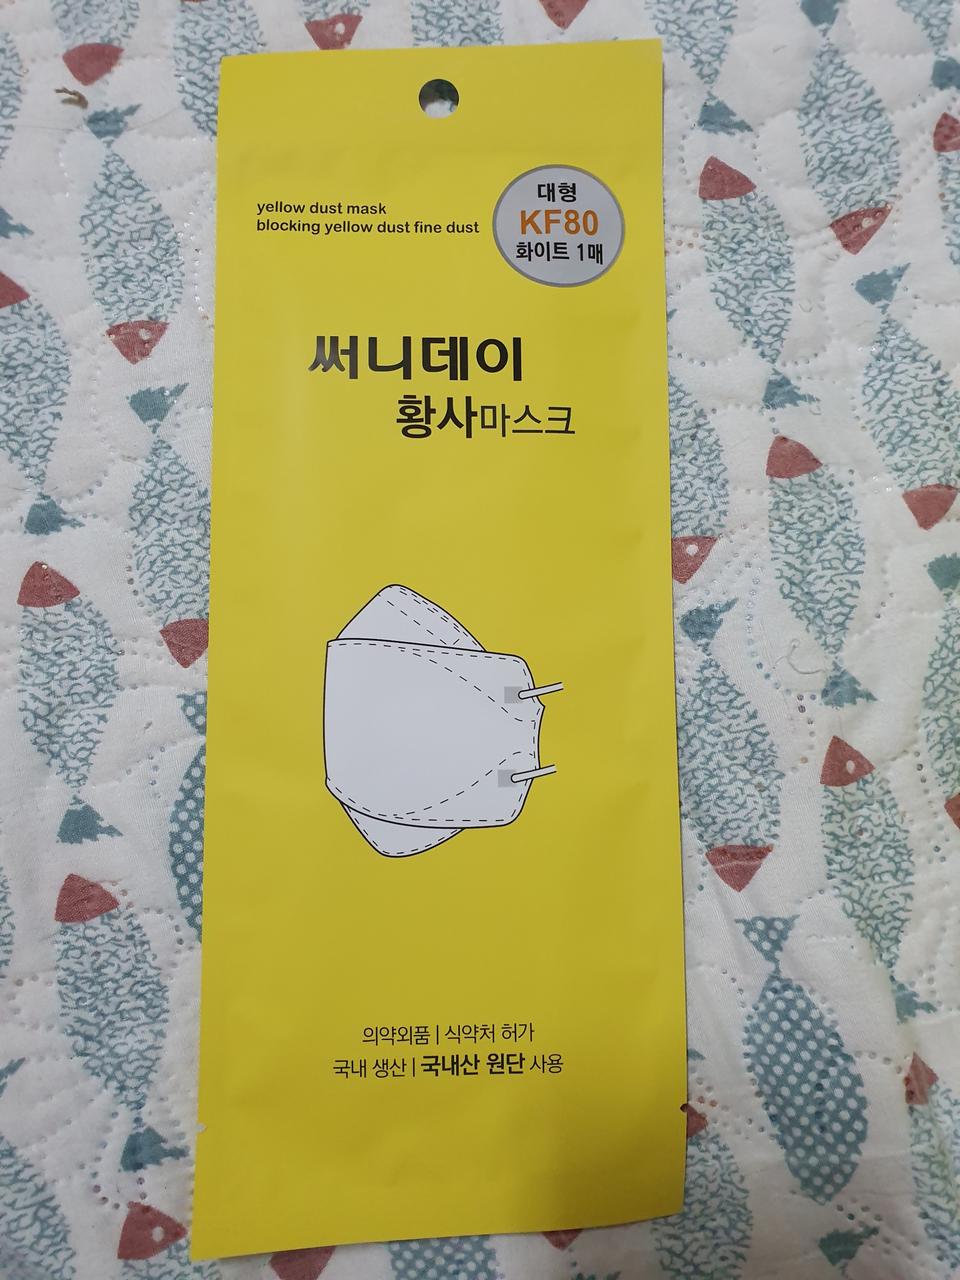 yellow dust mask
blocking yellow dust fine dust
대형
KF80
화이트 1매
써니데이
황사마스크
의약외품 | 식약처 허가
국내 생산 | 국내산 원단 사용